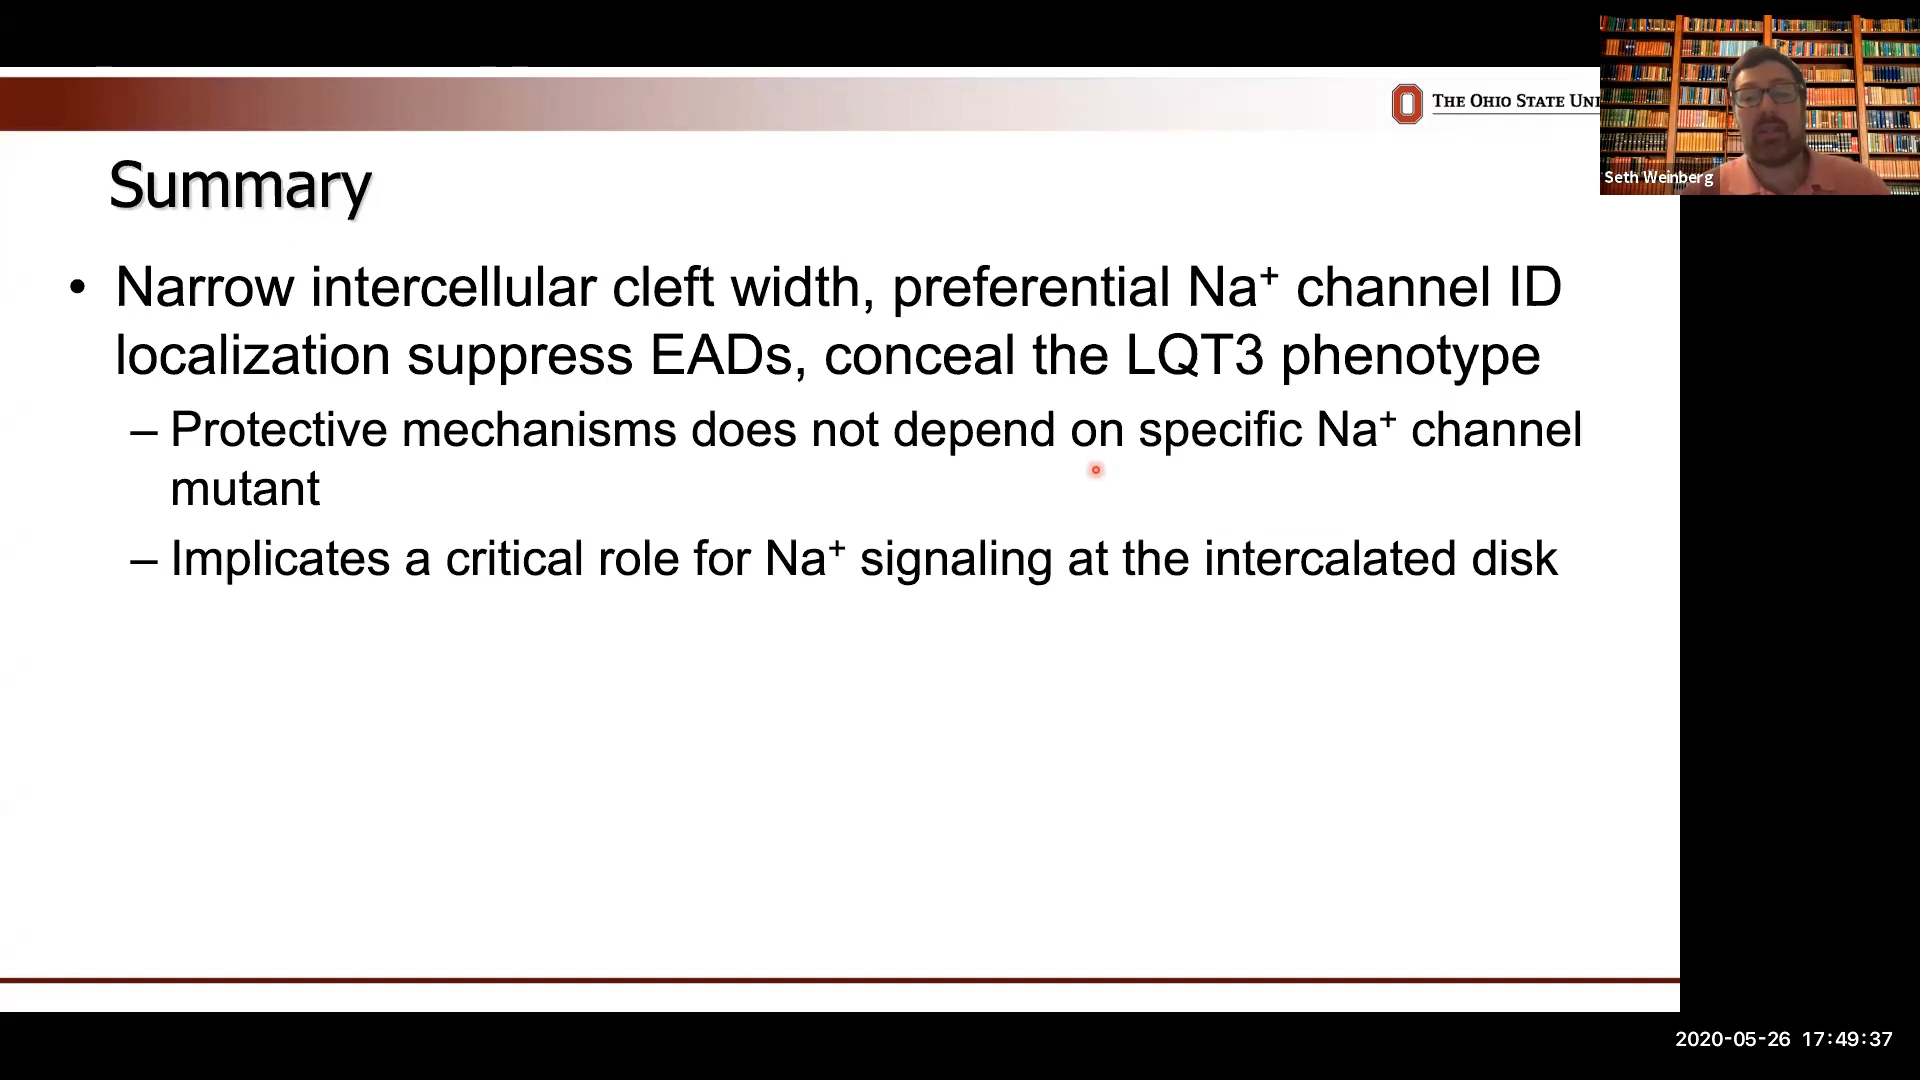 THE OHIO STATE
Seth Weinberg
Summary
• Narrow intercellular cleft width, preferential Na⁺ channel ID
localization suppress EADs, conceal the LQT3 phenotype
– Protective mechanisms does not depend on specific Na⁺ channel
mutant
– Implicates a critical role for Na⁺ signaling at the intercalated disk
2020-05-26 17:49:37